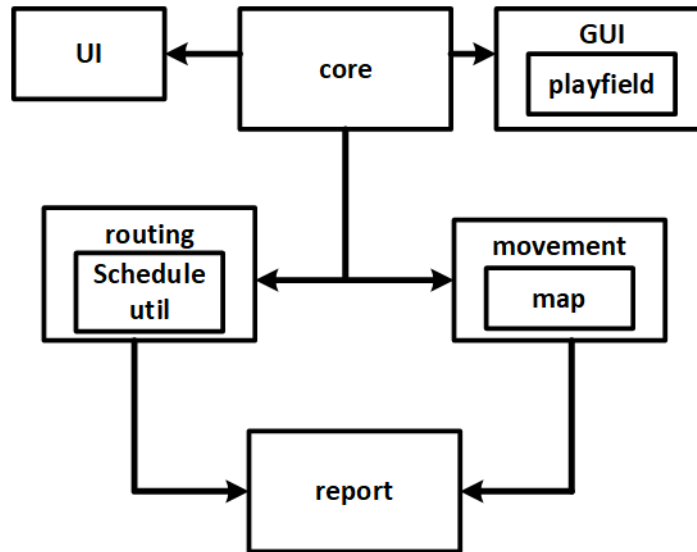 UI
core
GUI
playfield
routing
Schedule
util
movement
map
report